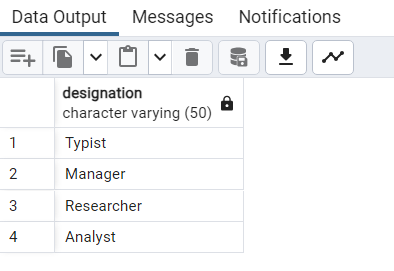 Data Output Messages Notifications
designation
character varying (50)
1 Typist
2 Manager
3 Researcher
4 Analyst